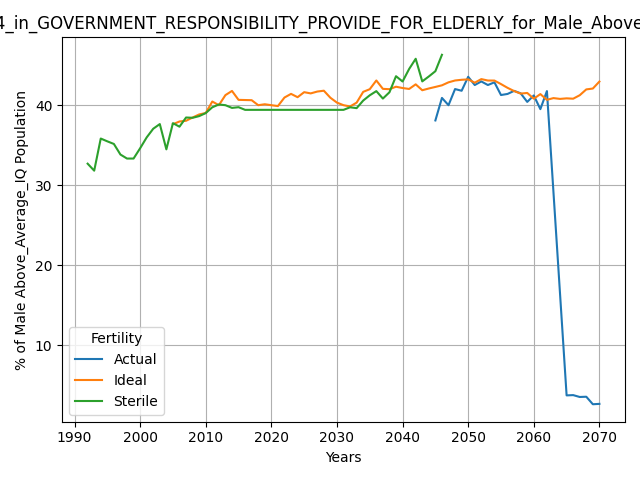 4_in_GOVERNMENT_RESPONSIBILITY_PROVIDE_FOR_ELDERLY_for_Male_Above
% of Male Above_Average_IQ Population
40
30
20
10
Fertility
Actual
Ideal
Sterile
1990 2000 2010 2020 2030 2040 2050 2060 2070
Years